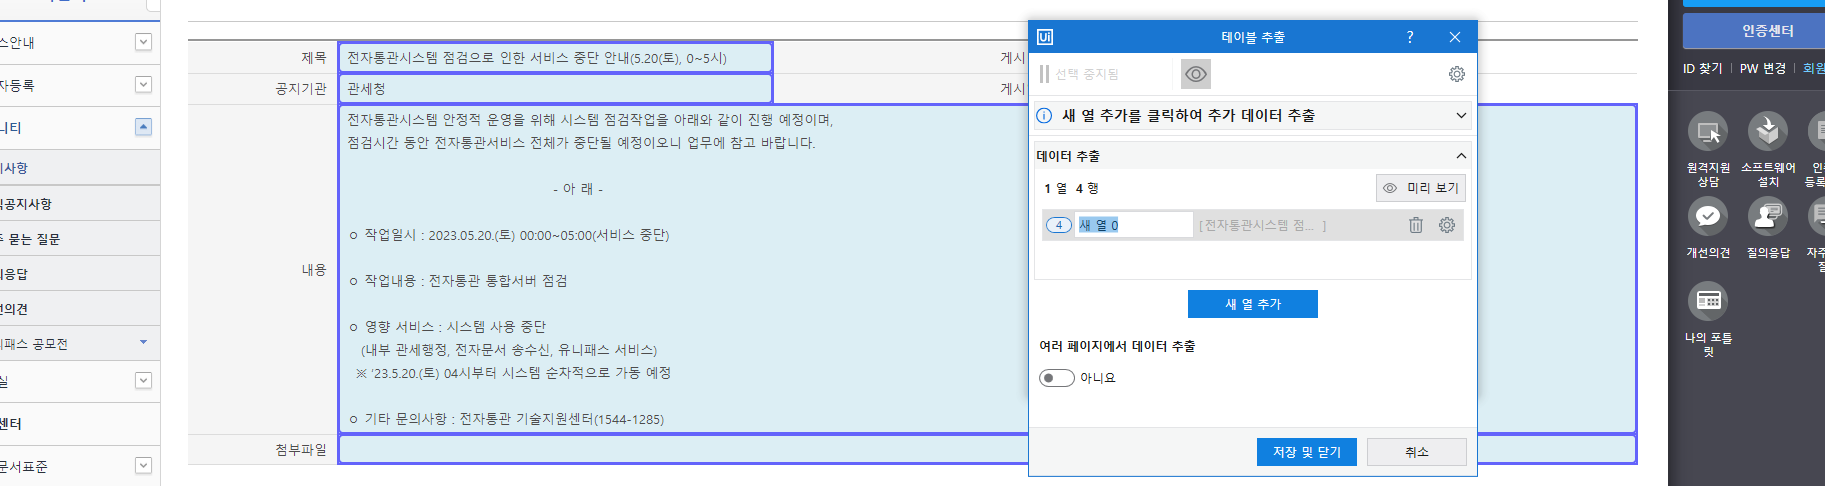 스안내
자등록
니티
사항
공지사항
주 묻는 질문
의응답
선의견
니패스 공모전
실
센터
문서표준
제목
전자통관시스템 점검으로 인한 서비스 중단 안내(5.20(토), 0~5시)
게시
공지기관
관세청
게시
내용
전자통관시스템 안정적 운영을 위해 시스템 점검작업을 아래와 같이 진행 예정이며,
점검시간 동안 전자통관서비스 전체가 중단될 예정이오니 업무에 참고 바랍니다.
- 아 래 -
ㅇ 작업일시 : 2023.05.20.(토) 00:00~05:00(서비스 중단)
ㅇ 작업내용 : 전자통관 통합서버 점검
ㅇ 영향 서비스 : 시스템 사용 중단
(내부 관세행정, 전자문서 송수신, 유니패스 서비스)
※ '23.5.20.(토) 04시부터 시스템 순차적으로 가동 예정
ㅇ 기타 문의사항 : 전자통관 기술지원센터(1544-1285)
첨부파일
Ui
테이블 추출
?
선택 중지됨
새 열 추가를 클릭하여 추가 데이터 추출
데이터 추출
1 열 4 행
미리 보기
4
새 열 0
[전자통관시스템 점... ]
새 열 추가
여러 페이지에서 데이터 추출
아니요
저장 및 닫기
취소
인증센터
ID 찾기
PW 변경
회원
원격지원
상담
소프트웨어
설치
인
등록
개선의견
질의응답
자주
질
나의 포틀
릿